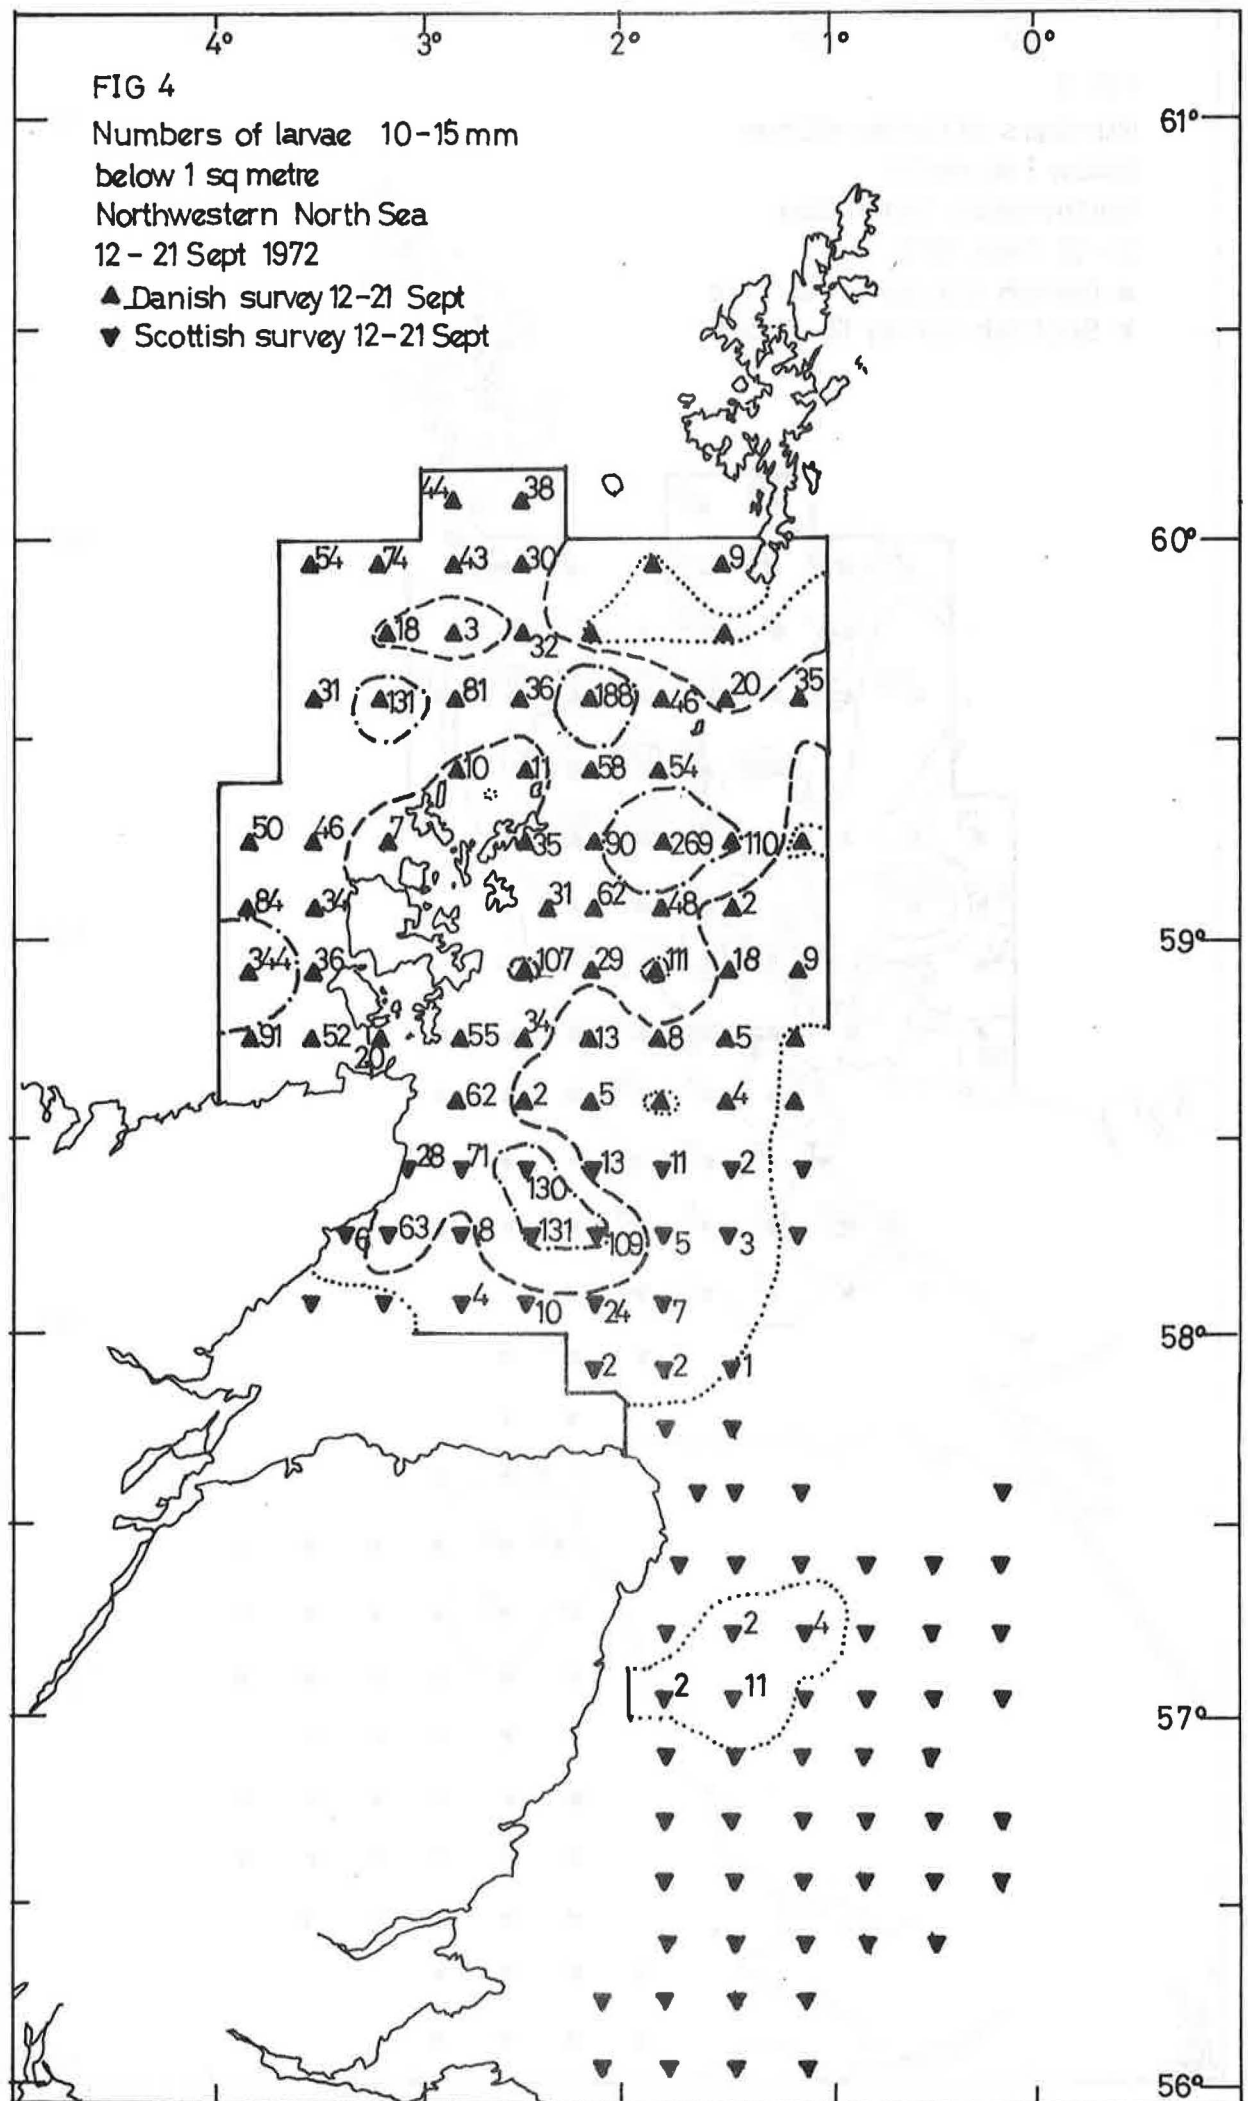 4° 3° 2° 1° 0°
FIG 4
Numbers of larvae 10-15 mm
below 1 sq metre
Northwestern North Sea
12 - 21 Sept 1972
▲ Danish survey 12-21 Sept
▼ Scottish survey 12-21 Sept
61°
44 38
60°
54 74 43 30 9
18 3 32
31 131 81 36 188 46 20 35
10 11 58 54
50 46 7 35 90 269 110
84 34 31 62 48 2
59°
344 36 107 29 111 18 9
91 52 20 55 34 13 8 5
62 2 5 4
28 71 130 13 11 2
6 63 8 131 109 5 3
4 10 24 7
58°
2 2 1
2 4
2 11
57°
56°